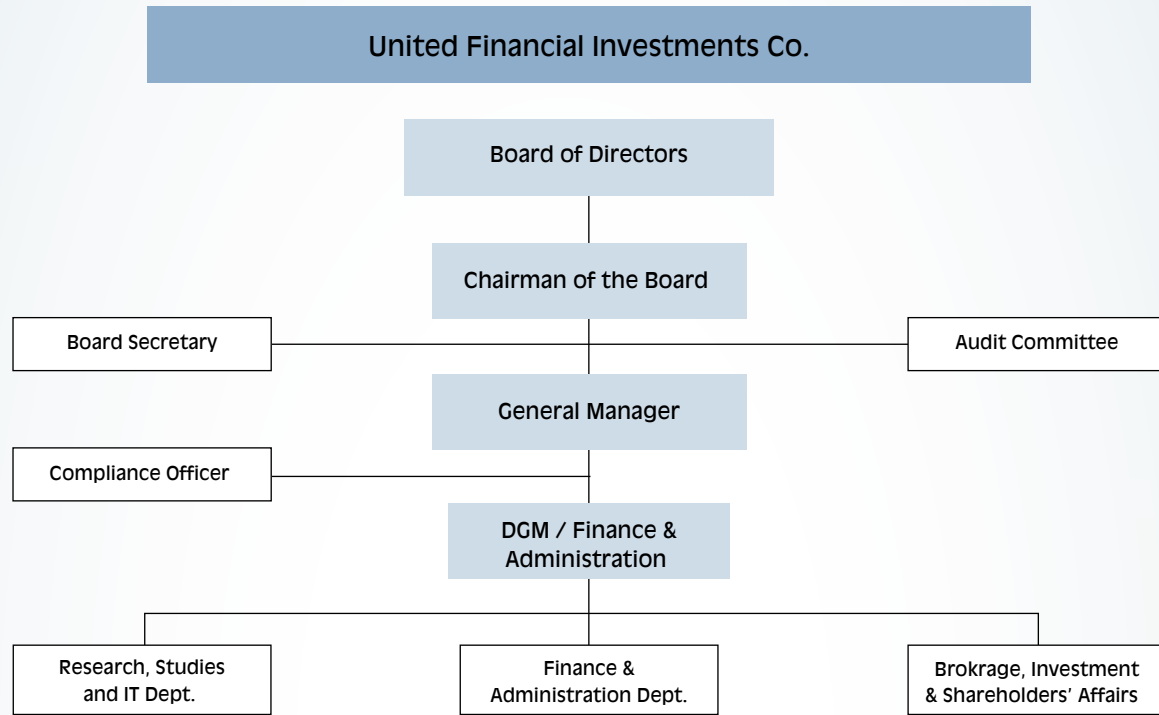 United Financial Investments Co.
Board of Directors
Chairman of the Board
Board Secretary
Audit Committee
General Manager
Compliance Officer
DGM / Finance &
Administration
Research, Studies
and IT Dept.
Finance &
Administration Dept.
Brokrage, Investment
& Shareholders' Affairs